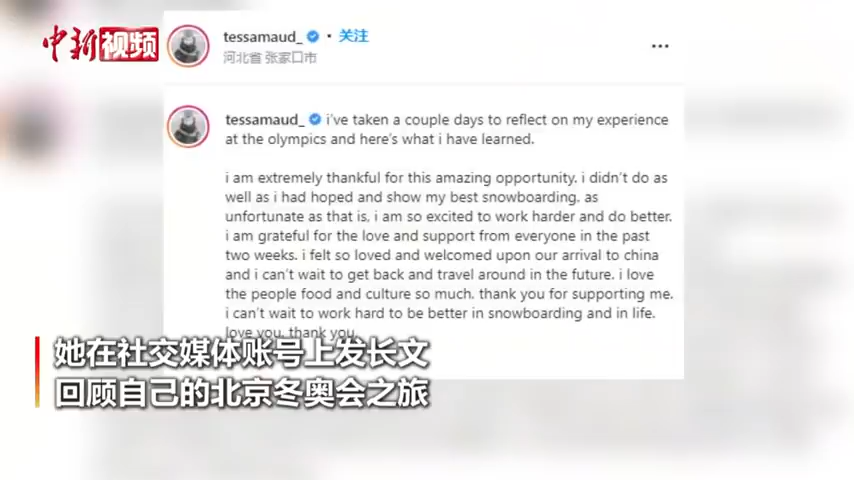 中新视频
tessamaud_ • 关注
河北省 张家口市
tessamaud_ i've taken a couple days to reflect on my experience
at the olympics and here's what i have learned.
i am extremely thankful for this amazing opportunity. i didn't do as
well as i had hoped and show my best snowboarding. as
unfortunate as that is, i am so excited to work harder and do better.
i am grateful for the love and support from everyone in the past
two weeks. i felt so loved and welcomed upon our arrival to china
and i can't wait to get back and travel around in the future. i love
the people food and culture so much. thank you for supporting me.
i can't wait to work hard to be better in snowboarding and in life.
love you. thank you.
她在社交媒体账号上发长文
回顾自己的北京冬奥会之旅